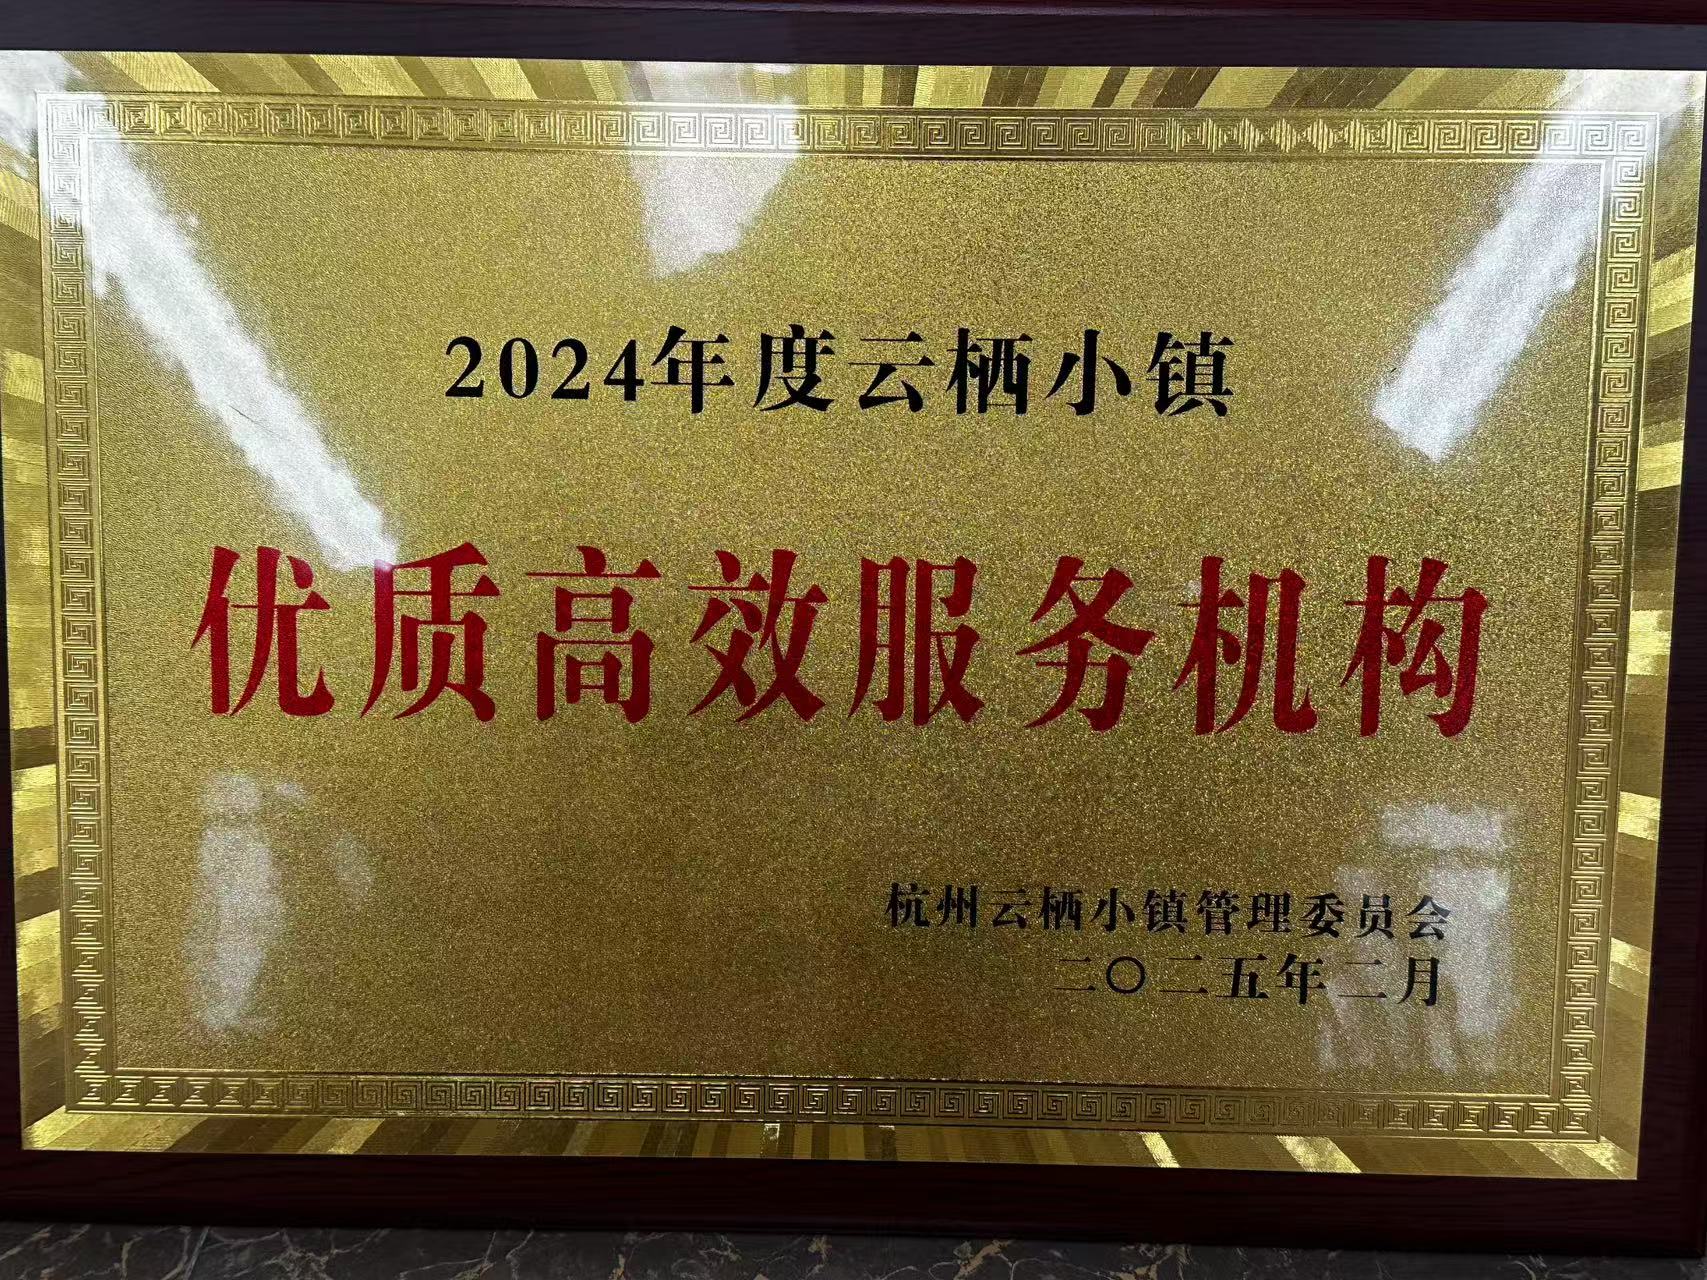 2024年度云栖小镇
优质高效服务机构
杭州云栖小镇管理委员会
二〇二五年二月